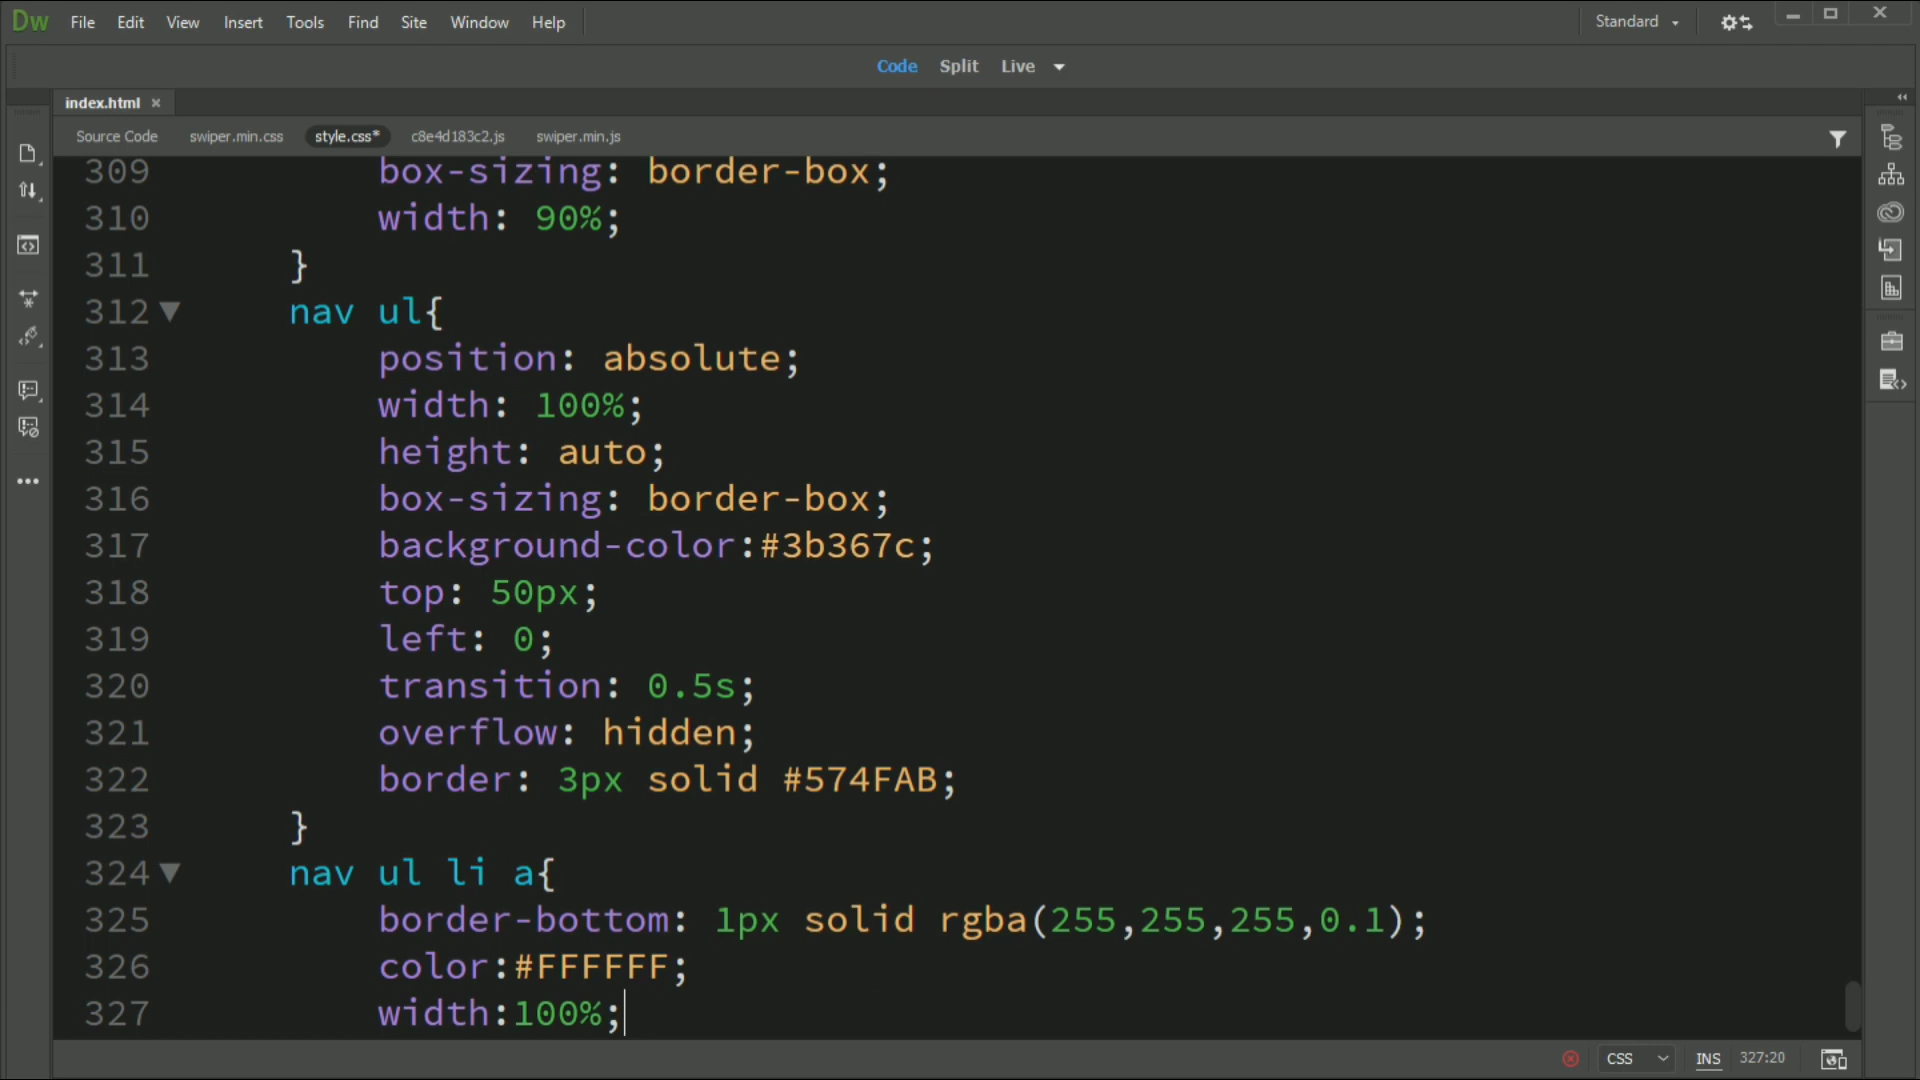 Dw File Edit View Insert Tools Find Site Window Help Standard
Code Split Live
index.html ×
Source Code swiper.min.css style.css* c8e4d183c2.js swiper.min.js
309 box-sizing: border-box;
310 width: 90%;
311 }
312 nav ul{
313 position: absolute;
314 width: 100%;
315 height: auto;
316 box-sizing: border-box;
317 background-color:#3b367c;
318 top: 50px;
319 left: 0;
320 transition: 0.5s;
321 overflow: hidden;
322 border: 3px solid #574FAB;
323 }
324 nav ul li a{
325 border-bottom: 1px solid rgba(255,255,255,0.1);
326 color:#FFFFFF;
327 width:100%;
CSS INS 327:20